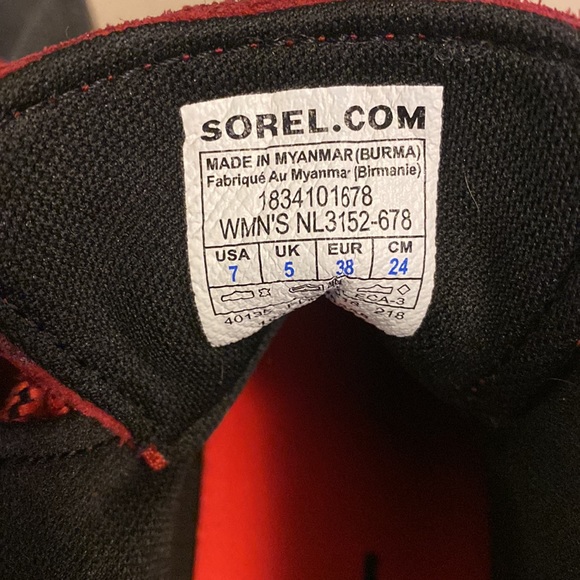 SOREL.COM
MADE IN MYANMAR (BURMA)
Fabriqué Au Myanmar (Birmanie)
1834101678
WMN'S NL3152-678
USA UK EUR CM
7 5 38 24
218